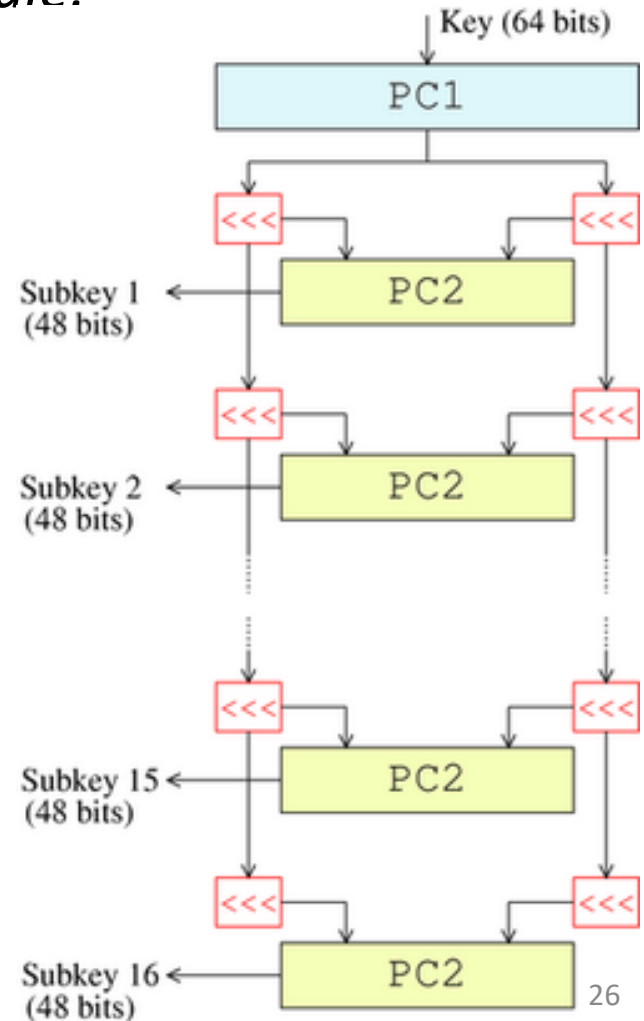 Key (64 bits)
PC1
<<< <<<
PC2
Subkey 1
(48 bits)
<<< <<<
PC2
Subkey 2
(48 bits)
<<< <<<
PC2
Subkey 15
(48 bits)
<<< <<<
PC2
Subkey 16
(48 bits)
26